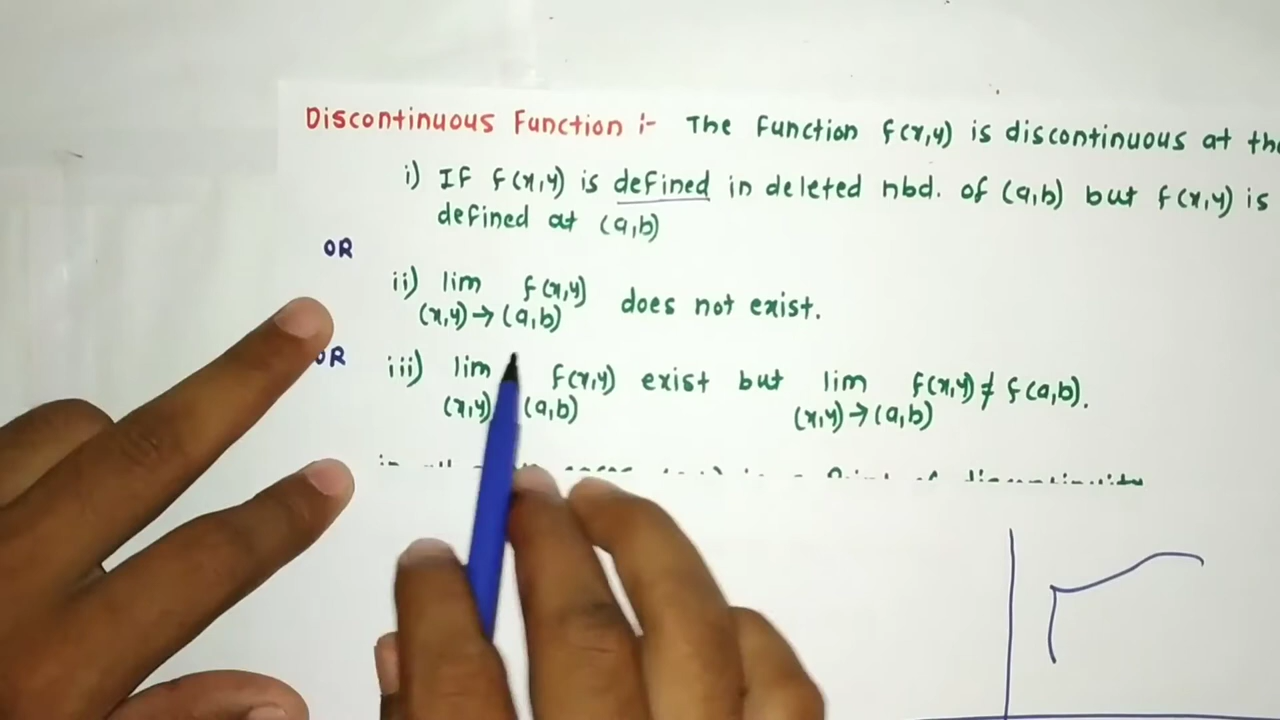 Discontinuous Function :- The Function f(x,y) is discontinuous at the
i) If f(x,y) is defined in deleted nbd. of (a,b) but f(x,y) is
defined at (a,b)
OR
ii) lim f(x,y) does not exist.
(x,y) → (a,b)
OR iii) lim f(x,y) exist but lim f(x,y) ≠ f(a,b).
(x,y) (a,b) (x,y) → (a,b)